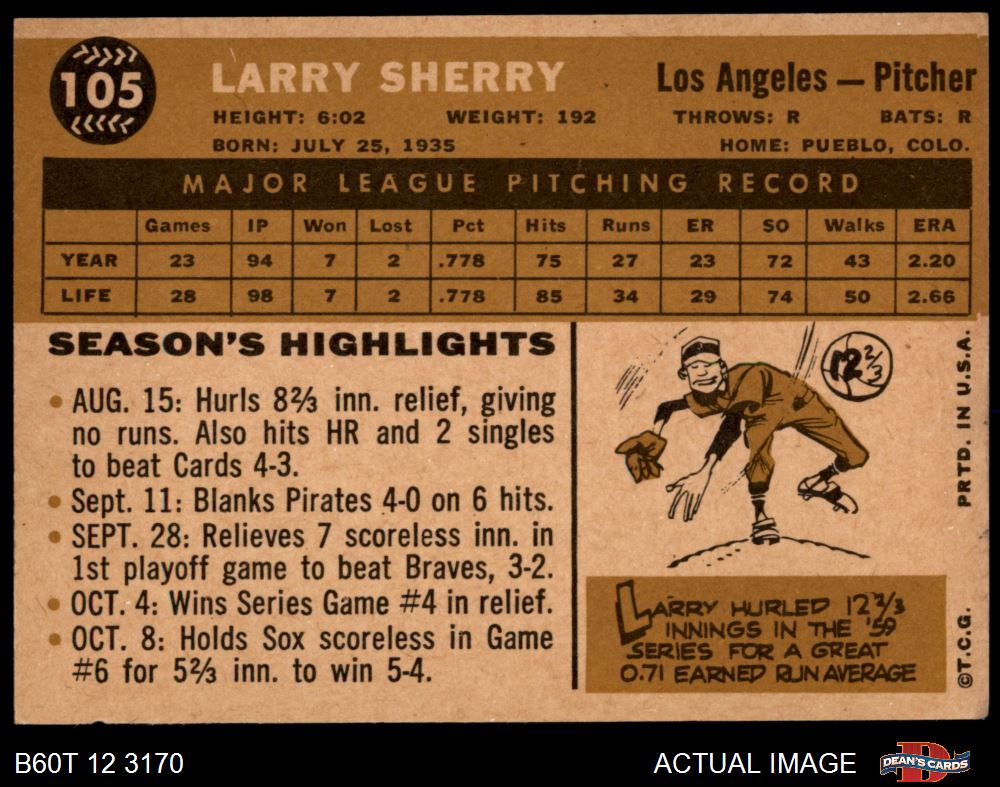 105
LARRY SHERRY
Los Angeles — Pitcher
HEIGHT: 6:02 WEIGHT: 192 THROWS: R BATS: R
BORN: JULY 25, 1935 HOME: PUEBLO, COLO.
MAJOR LEAGUE PITCHING RECORD
Games IP Won Lost Pct Hits Runs ER SO Walks ERA
YEAR 23 94 7 2 .778 75 27 23 72 43 2.20
LIFE 28 98 7 2 .778 85 34 29 74 50 2.66
SEASON'S HIGHLIGHTS
• AUG. 15: Hurls 8⅔ inn. relief, giving
no runs. Also hits HR and 2 singles
to beat Cards 4-3.
• Sept. 11: Blanks Pirates 4-0 on 6 hits.
• SEPT. 28: Relieves 7 scoreless inn. in
1st playoff game to beat Braves, 3-2.
• OCT. 4: Wins Series Game #4 in relief.
• OCT. 8: Holds Sox scoreless in Game
#6 for 5⅔ inn. to win 5-4.
12⅔
LARRY HURLED 12⅔
INNINGS IN THE '59
SERIES FOR A GREAT
0.71 EARNED RUN AVERAGE
©T.C.G. PRTD. IN U.S.A.
B60T 12 3170
ACTUAL IMAGE
DEAN'S CARDS